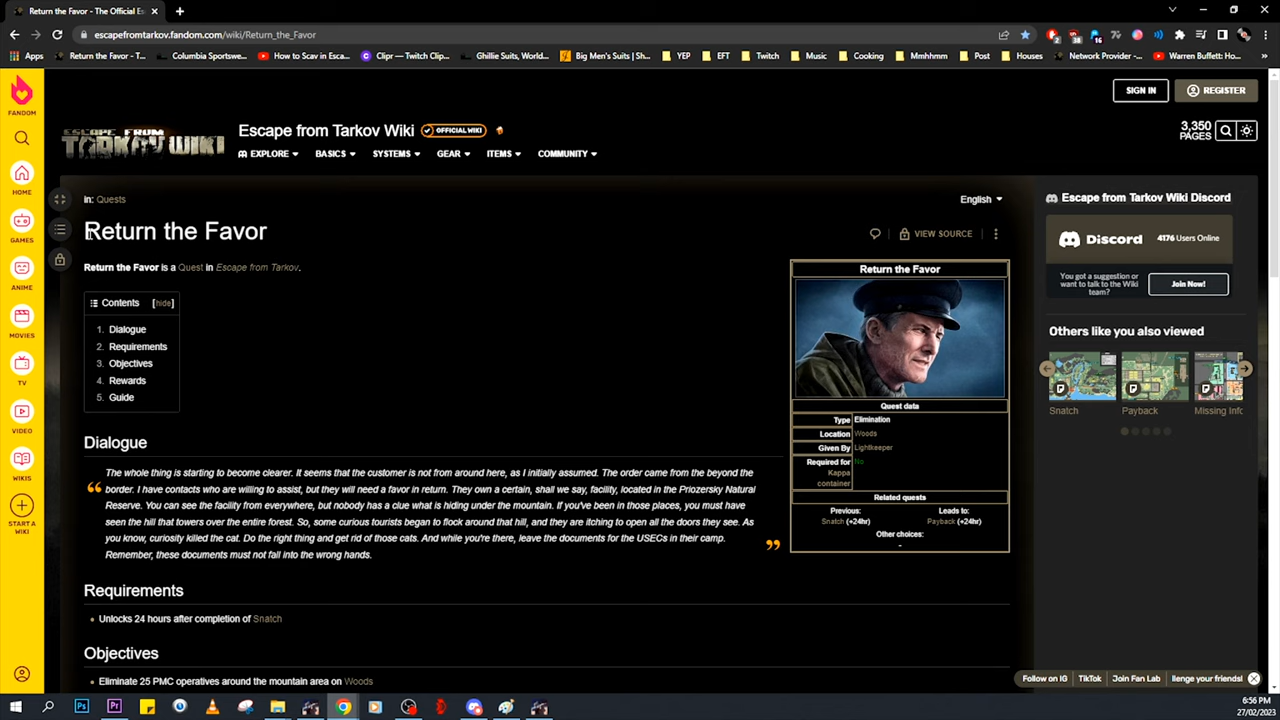 Return the Favor - The Official Es
escapefromtarkov.fandom.com/wiki/Return_the_Favor
Apps
Return the Favor - T...
Columbia Sportswe...
How to Scav in Esca...
Clipr — Twitch Clip...
Ghillie Suits, World...
Big Men's Suits | Sh...
YEP
EFT
Twitch
Music
Cooking
Mmhhmm
Post
Houses
Network Provider -...
Warren Buffett: Ho...
FANDOM
HOME
GAMES
ANIME
MOVIES
TV
VIDEO
WIKIS
START A
WIKI
SIGN IN
REGISTER
ESCAPE FROM
TARKOV WIKI
Escape from Tarkov Wiki
OFFICIAL WIKI
EXPLORE
BASICS
SYSTEMS
GEAR
ITEMS
COMMUNITY
3,350
PAGES
in: Quests
English
Return the Favor
VIEW SOURCE
Return the Favor is a Quest in Escape from Tarkov.
Contents [hide]
1. Dialogue
2. Requirements
3. Objectives
4. Rewards
5. Guide
Return the Favor
Quest data
Type Elimination
Location Woods
Given By Lightkeeper
Required for No
Kappa
container
Related quests
Previous: Leads to:
Snatch (+24hr) Payback (+24hr)
Other choices:
-
Dialogue
The whole thing is starting to become clearer. It seems that the customer is not from around here, as I initially assumed. The order came from the beyond the
border. I have contacts who are willing to assist, but they will need a favor in return. They own a certain, shall we say, facility, located in the Priozersky Natural
Reserve. You can see the facility from everywhere, but nobody has a clue what is hiding under the mountain. If you've been in those places, you must have
seen the hill that towers over the entire forest. So, some curious tourists began to flock around that hill, and they are itching to open all the doors they see. As
you know, curiosity killed the cat. Do the right thing and get rid of those cats. And while you're there, leave the documents for the USECs in their camp.
Remember, these documents must not fall into the wrong hands.
Requirements
Unlocks 24 hours after completion of Snatch
Objectives
Eliminate 25 PMC operatives around the mountain area on Woods
Escape from Tarkov Wiki Discord
Discord
4176 Users Online
You got a suggestion or
want to talk to the Wiki
team?
Join Now!
Others like you also viewed
Snatch
Payback
Missing Info
Follow on IG
TikTok
Join Fan Lab
llenge your friends!
Ps
Pr
6:56 PM
27/02/2023